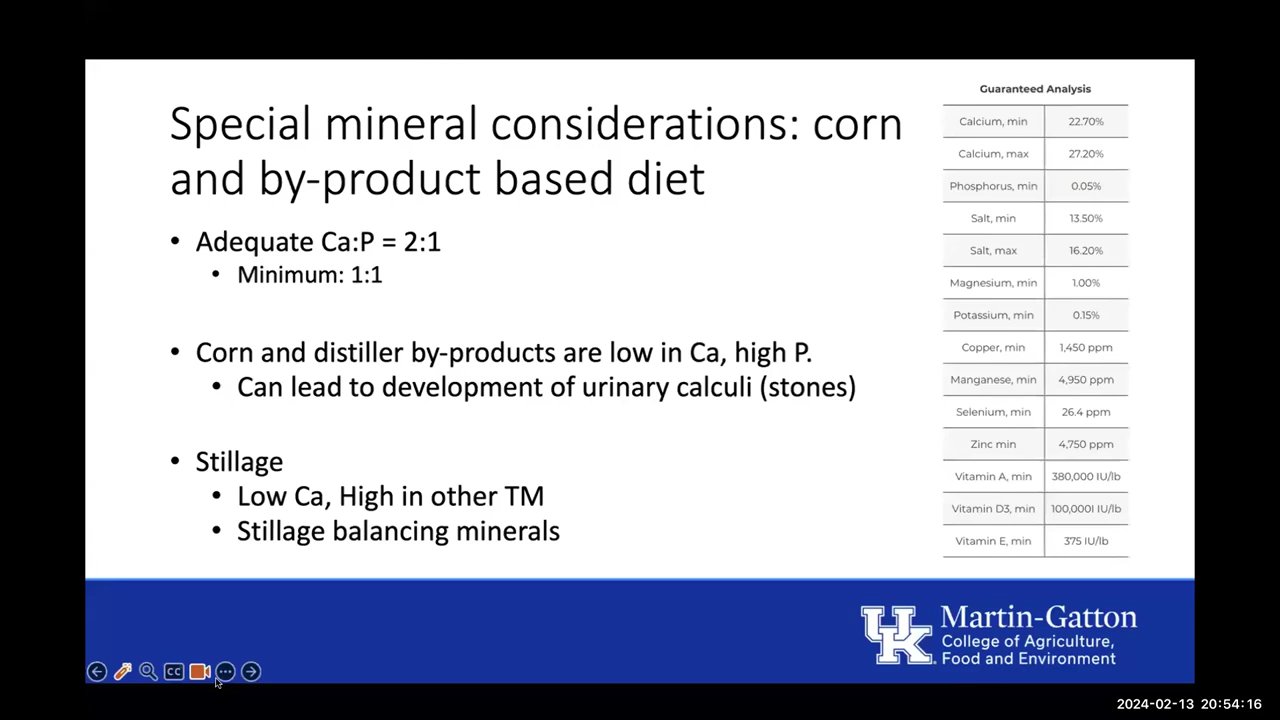 Special mineral considerations: corn
and by-product based diet
• Adequate Ca:P = 2:1
• Minimum: 1:1
• Corn and distiller by-products are low in Ca, high P.
• Can lead to development of urinary calculi (stones)
• Stillage
• Low Ca, High in other TM
• Stillage balancing minerals
Guaranteed Analysis
Calcium, min 22.70%
Calcium, max 27.20%
Phosphorus, min 0.05%
Salt, min 13.50%
Salt, max 16.20%
Magnesium, min 1.00%
Potassium, min 0.15%
Copper, min 1,450 ppm
Manganese, min 4,950 ppm
Selenium, min 26.4 ppm
Zinc min 4,750 ppm
Vitamin A, min 380,000 IU/lb
Vitamin D3, min 100,000I IU/lb
Vitamin E, min 375 IU/lb
UK
Martin-Gatton
College of Agriculture,
Food and Environment
CC
2024-02-13 20:54:16